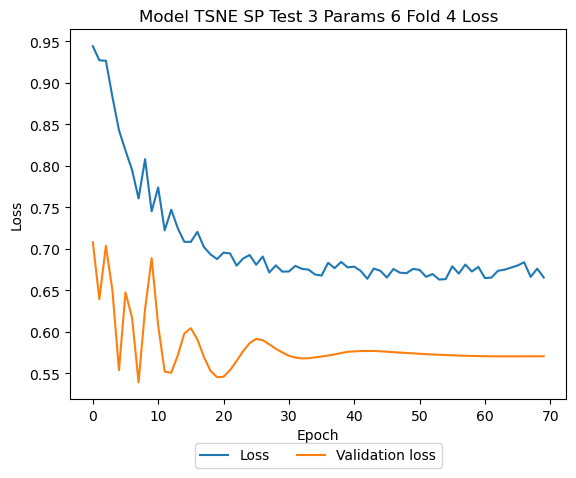 Model TSNE SP Test 3 Params 6 Fold 4 Loss
0.95
0.90
0.85
0.80
0.75
0.70
0.65
0.60
0.55
Loss
0 10 20 30 40 50 60 70
Epoch
Loss Validation loss